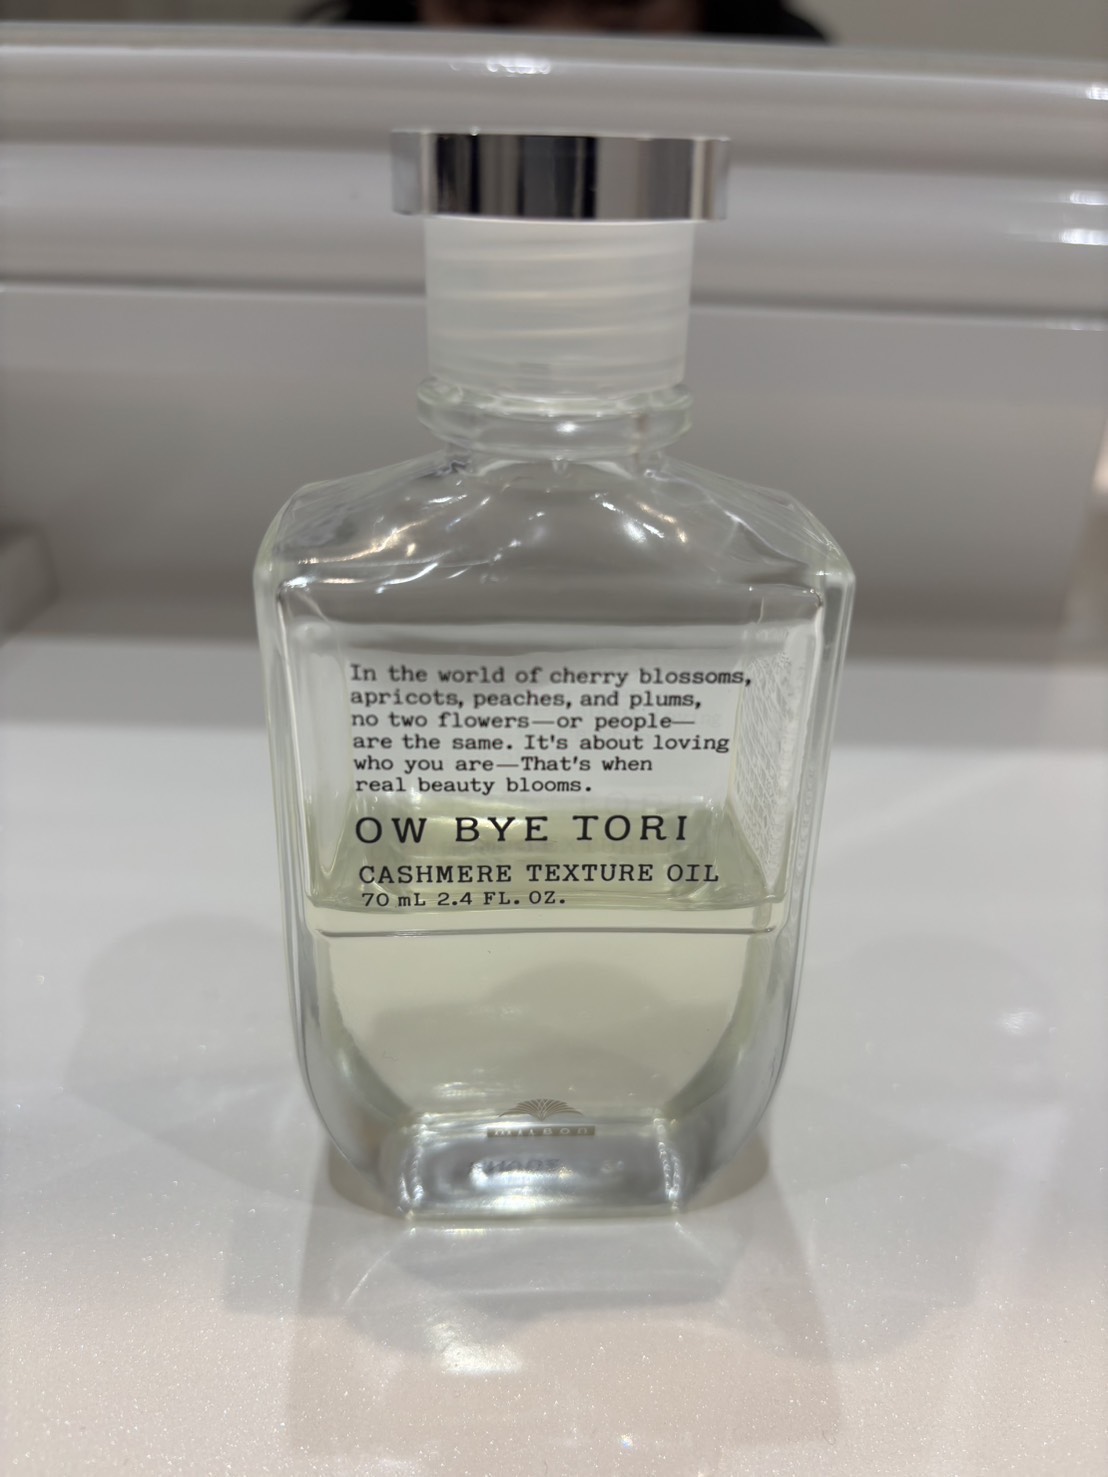 In the world of cherry blossoms,
apricots, peaches, and plums,
no two flowers—or people—
are the same. It's about loving
who you are—That's when
real beauty blooms.
OW BYE TORI
CASHMERE TEXTURE OIL
70 mL 2.4 FL. OZ.
milbon